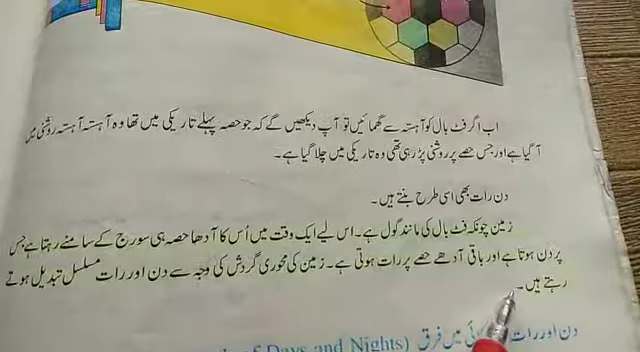 اب اگر فٹ بال کو آہستہ سے گھمائیں تو آپ دیکھیں گے کہ جو حصہ پہلے تاریکی میں تھا وہ آہستہ آہستہ روشنی میں
آ گیا ہے اور جس حصے پر روشنی پڑ رہی تھی وہ تاریکی میں چلا گیا ہے۔
دن رات بھی اسی طرح بنتے ہیں۔
زمین چونکہ فٹ بال کی مانند گول ہے۔ اس لیے ایک وقت میں اُس کا آدھا حصہ ہی سورج کے سامنے رہتا ہے جس
پر دن ہوتا ہے اور باقی آدھے حصے پر رات ہوتی ہے۔ زمین کی محوری گردش کی وجہ سے دن اور رات مسلسل تبدیل ہوتے
رہتے ہیں۔
دن اور رات میں فرق (of Days and Nights